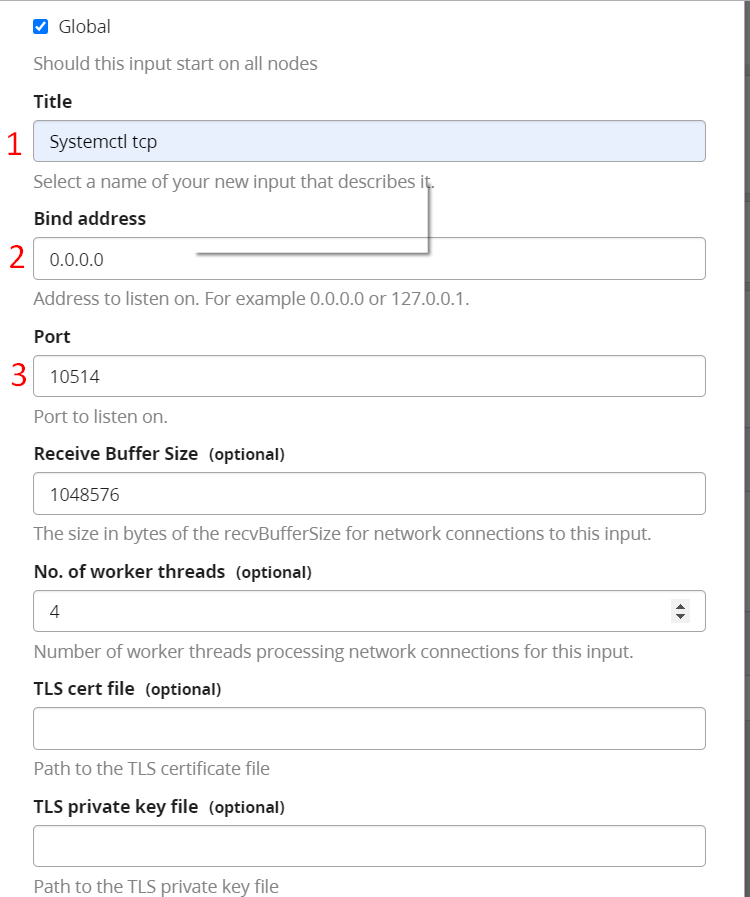 Global
Should this input start on all nodes
Title
1 Systemctl tcp
Select a name of your new input that describes it.
Bind address
2 0.0.0.0
Address to listen on. For example 0.0.0.0 or 127.0.0.1.
Port
3 10514
Port to listen on.
Receive Buffer Size (optional)
1048576
The size in bytes of the recvBufferSize for network connections to this input.
No. of worker threads (optional)
4
Number of worker threads processing network connections for this input.
TLS cert file (optional)
Path to the TLS certificate file
TLS private key file (optional)
Path to the TLS private key file